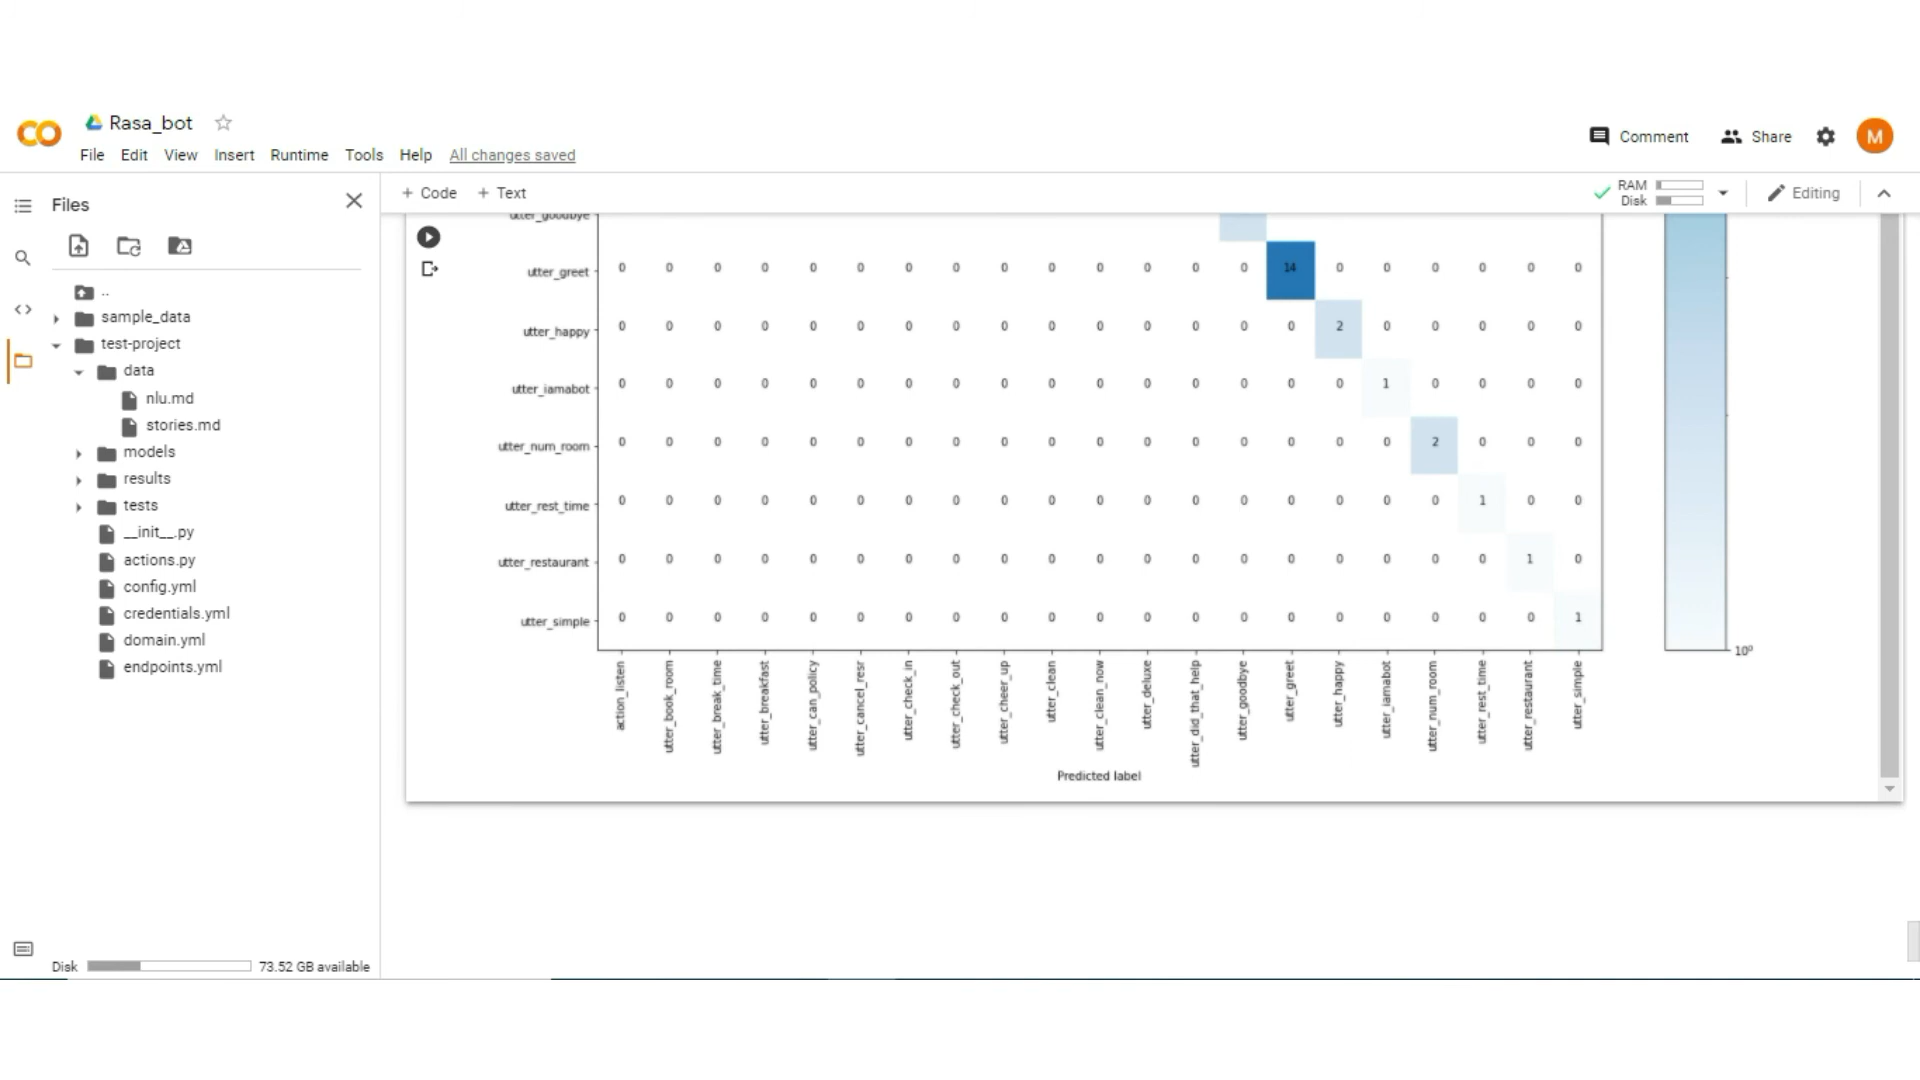 Rasa_bot
Comment
Share
M
File Edit View Insert Runtime Tools Help All changes saved
Files
+ Code + Text
RAM
Disk
Editing
..
sample_data
test-project
data
nlu.md
stories.md
models
results
tests
__init__.py
actions.py
config.yml
credentials.yml
domain.yml
endpoints.yml
Disk
73.52 GB available
utter_goodbye
utter_greet 0 0 0 0 0 0 0 0 0 0 0 0 0 0 14 0 0 0 0 0 0
utter_happy 0 0 0 0 0 0 0 0 0 0 0 0 0 0 0 2 0 0 0 0 0
utter_iamabot 0 0 0 0 0 0 0 0 0 0 0 0 0 0 0 0 1 0 0 0 0
utter_num_room 0 0 0 0 0 0 0 0 0 0 0 0 0 0 0 0 0 2 0 0 0
utter_rest_time 0 0 0 0 0 0 0 0 0 0 0 0 0 0 0 0 0 0 1 0 0
utter_restaurant 0 0 0 0 0 0 0 0 0 0 0 0 0 0 0 0 0 0 0 1 0
utter_simple 0 0 0 0 0 0 0 0 0 0 0 0 0 0 0 0 0 0 0 0 1
10⁰
action_listen
utter_book_room
utter_break_time
utter_breakfast
utter_can_policy
utter_cancel_resr
utter_check_in
utter_check_out
utter_cheer_up
utter_clean
utter_clean_now
utter_deluxe
utter_did_that_help
utter_goodbye
utter_greet
utter_happy
utter_iamabot
utter_num_room
utter_rest_time
utter_restaurant
utter_simple
Predicted label